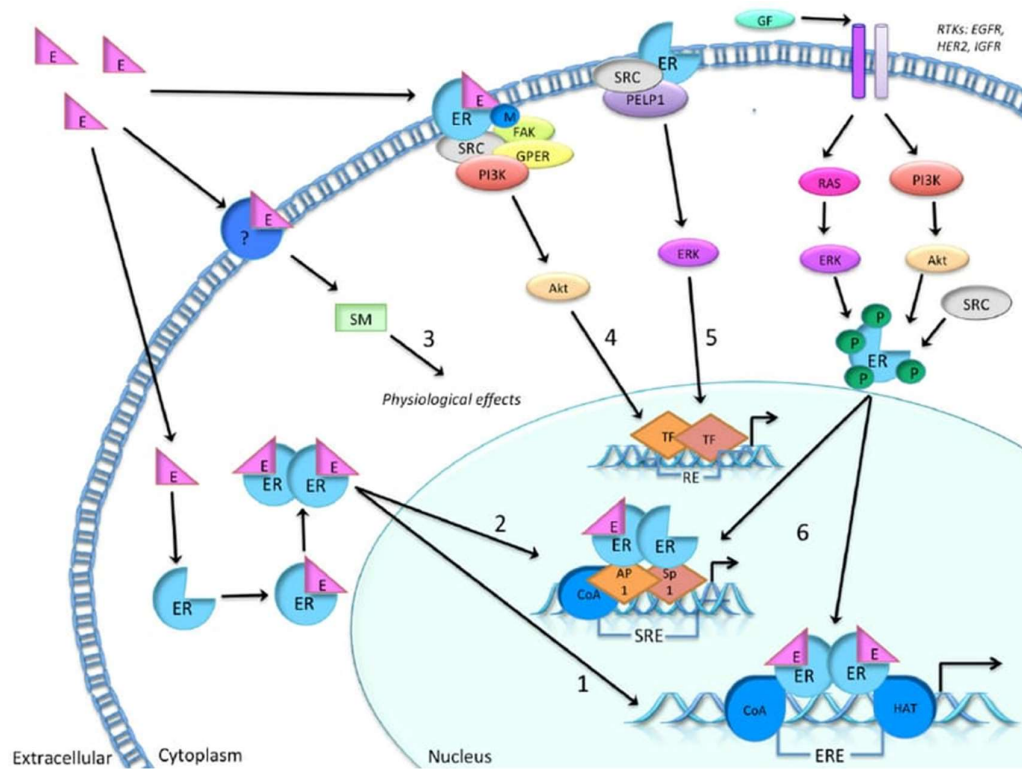 GF
RTKs: EGFR,
HER2, IGFR
E
E
E
E
ER
M
FAK
SRC
GPER
PI3K
ER
SRC
PELP1
RAS
PI3K
E
?
ERK
ERK
Akt
Akt
SRC
SM
3
4
5
P
P
ER
P
P
Physiological effects
TF
TF
RE
E
E
E
ER
ER
2
E
ER
ER
6
AP
1
Sp
1
CoA
SRE
ER
E
ER
1
E
E
ER
ER
CoA
HAT
ERE
Extracellular
Cytoplasm
Nucleus